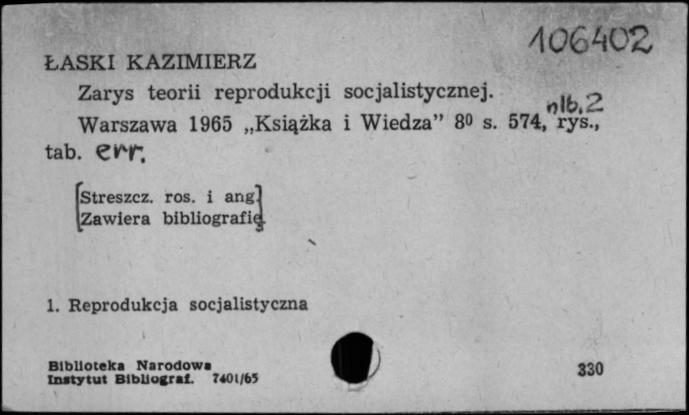 106402
ŁASKI KAZIMIERZ
Zarys teorii reprodukcji socjalistycznej.
nlb. 2
Warszawa 1965 „Książka i Wiedza” 8⁰ s. 574, rys.,
tab. err.
[Streszcz. ros. i ang.]
[Zawiera bibliografię.]
1. Reprodukcja socjalistyczna
Biblioteka Narodowa
Instytut Bibliograf. 7401/65
330